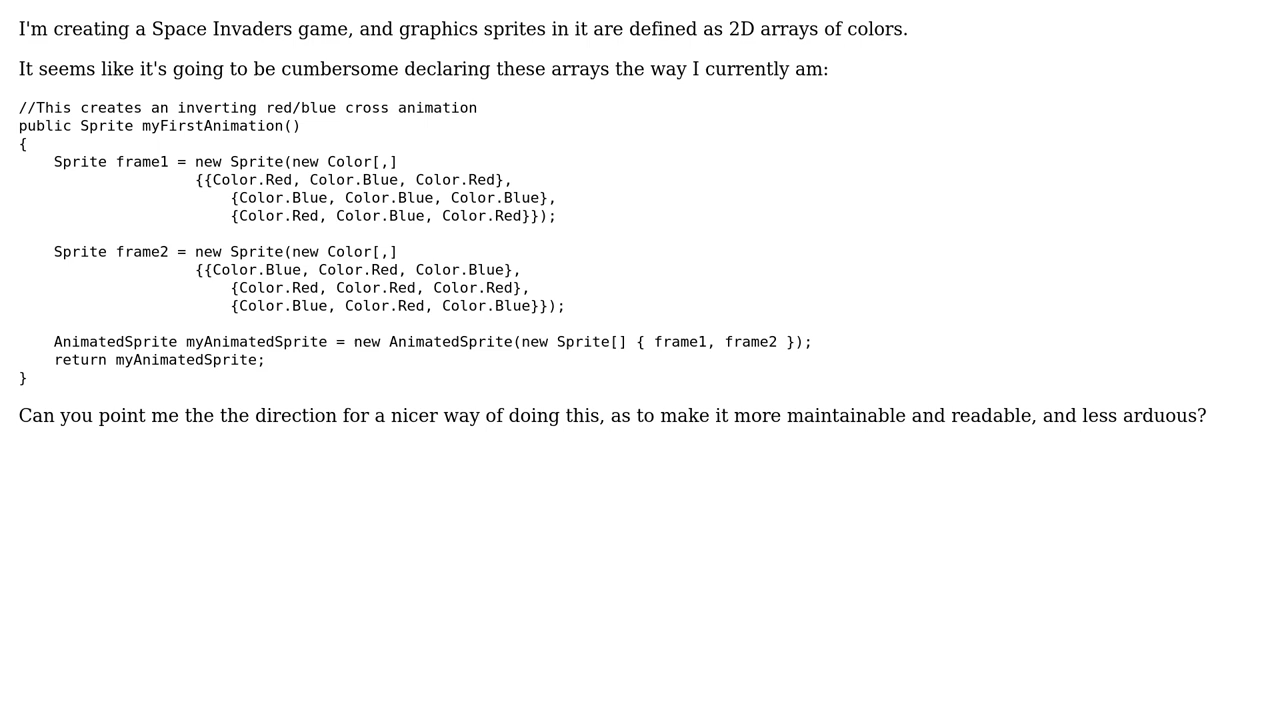 I'm creating a Space Invaders game, and graphics sprites in it are defined as 2D arrays of colors.
It seems like it's going to be cumbersome declaring these arrays the way I currently am:
//This creates an inverting red/blue cross animation
public Sprite myFirstAnimation()
{
    Sprite frame1 = new Sprite(new Color[,]
                    {{Color.Red, Color.Blue, Color.Red},
                        {Color.Blue, Color.Blue, Color.Blue},
                        {Color.Red, Color.Blue, Color.Red}});
    Sprite frame2 = new Sprite(new Color[,]
                    {{Color.Blue, Color.Red, Color.Blue},
                        {Color.Red, Color.Red, Color.Red},
                        {Color.Blue, Color.Red, Color.Blue}});
    AnimatedSprite myAnimatedSprite = new AnimatedSprite(new Sprite[] { frame1, frame2 });
    return myAnimatedSprite;
}
Can you point me the the direction for a nicer way of doing this, as to make it more maintainable and readable, and less arduous?